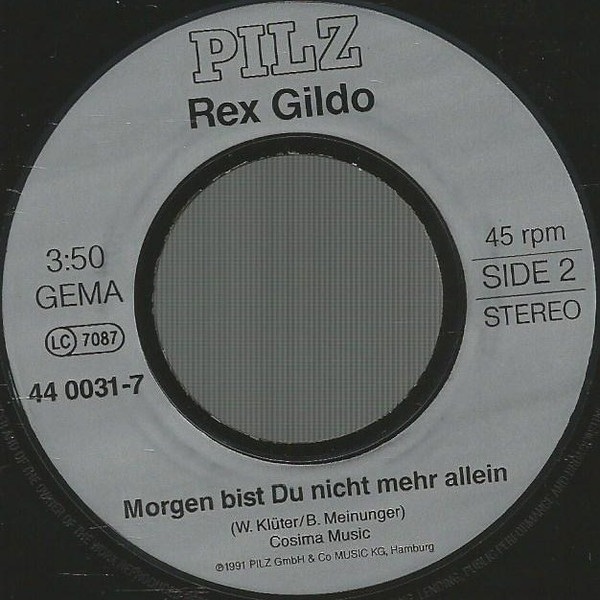 PILZ
Rex Gildo
3:50
GEMA
LC 7087
44 0031-7
45 rpm
SIDE 2
STEREO
Morgen bist Du nicht mehr allein
(W. Klüter/B. Meinunger)
Cosima Music
℗1991 PILZ GmbH & Co MUSIC KG, Hamburg